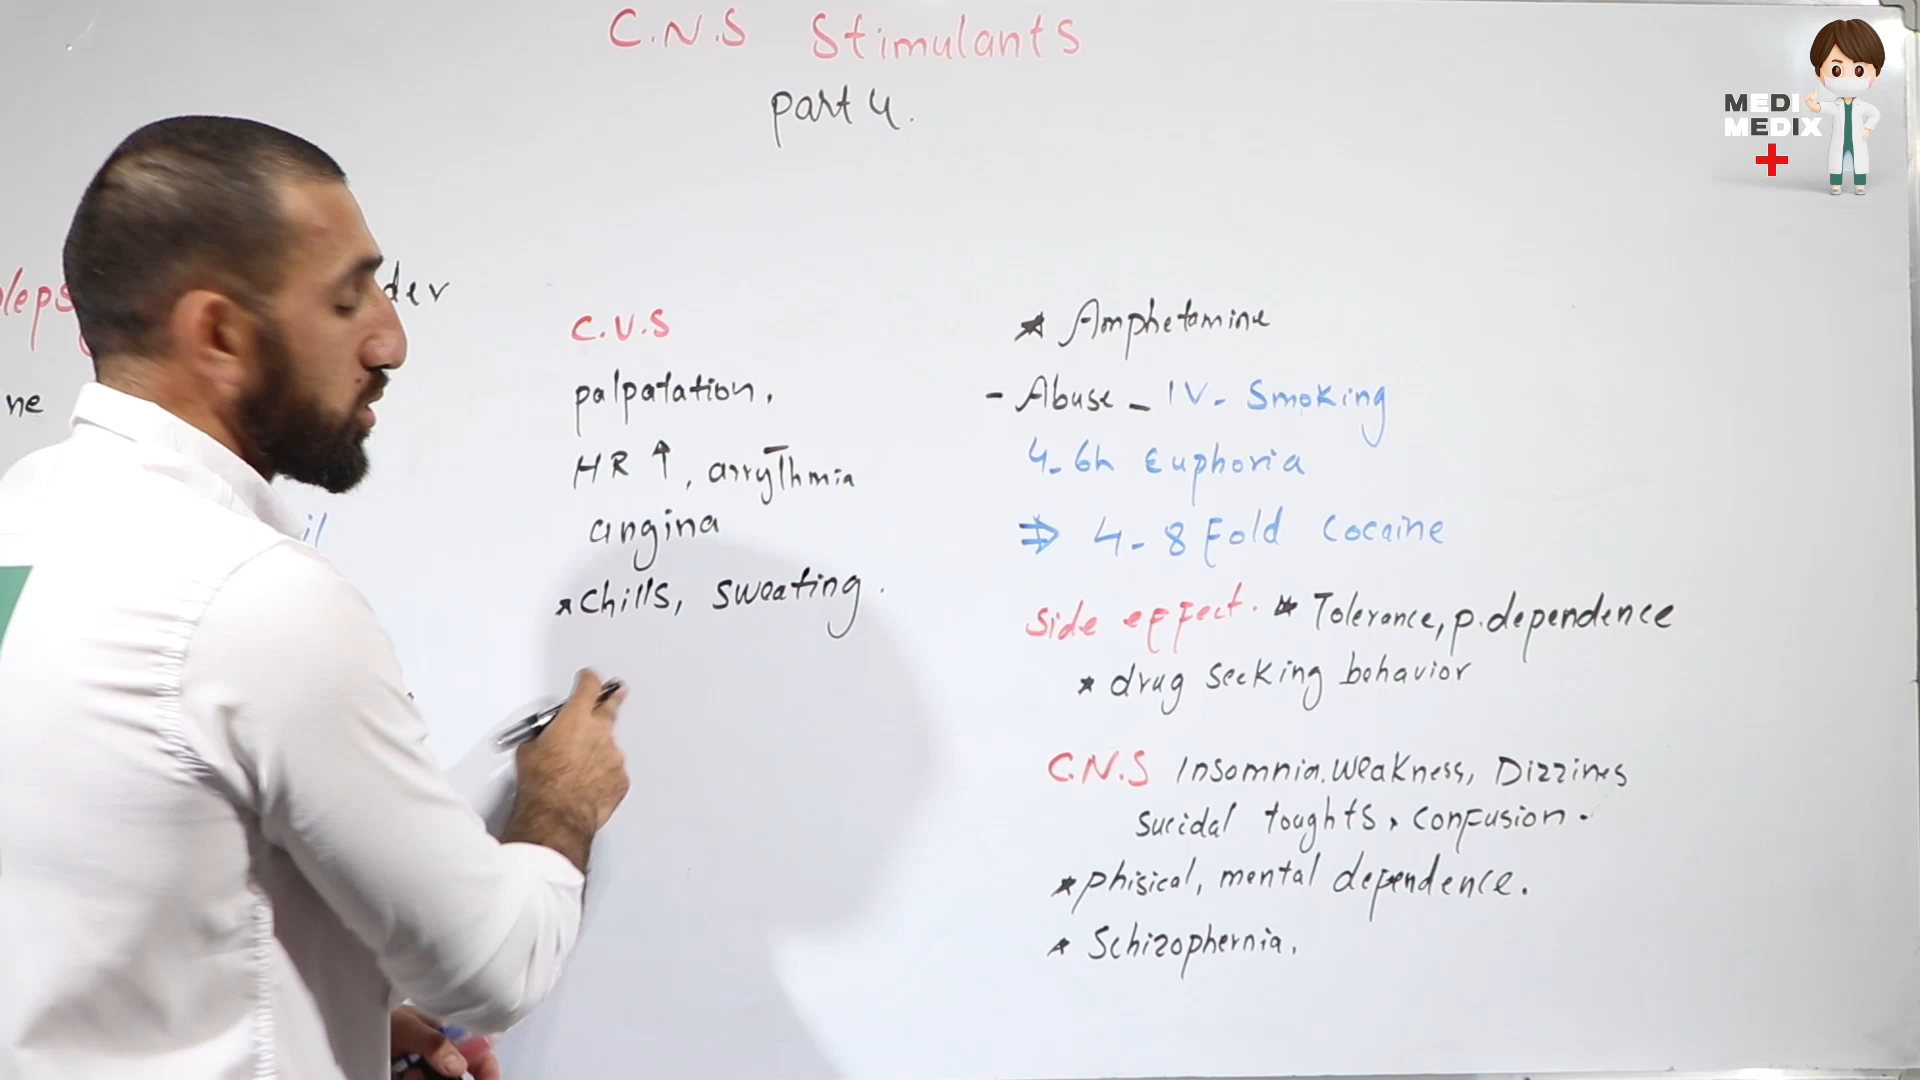 C.N.S Stimulants
part 4.
MEDI
MEDIX
der
ne
il
C.V.S
palpatation,
HR ↑, arrythmia
angina
* chills, sweating.
* Amphetamine
- Abuse - IV - Smoking
4-6h Euphoria
⇒ 4-8 Fold Cocaine
Side effect. * Tolerance, p.dependence
* drug seeking behavior
C.N.S Insomnia. weakness, Dizzines
Sucidal toughts, confusion.
* phisical, mental dependence.
* Schizophernia.